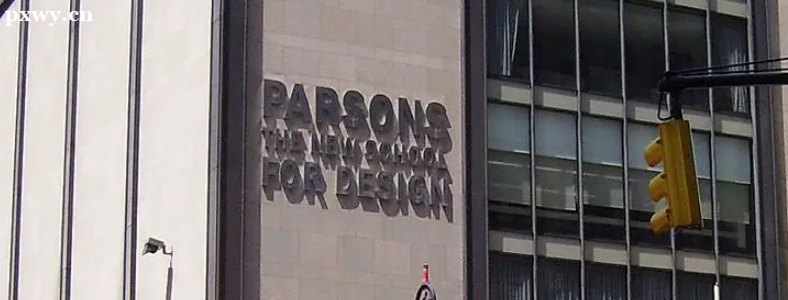 pxwy.cn
PARSONS
THE NEW SCHOOL
FOR DESIGN